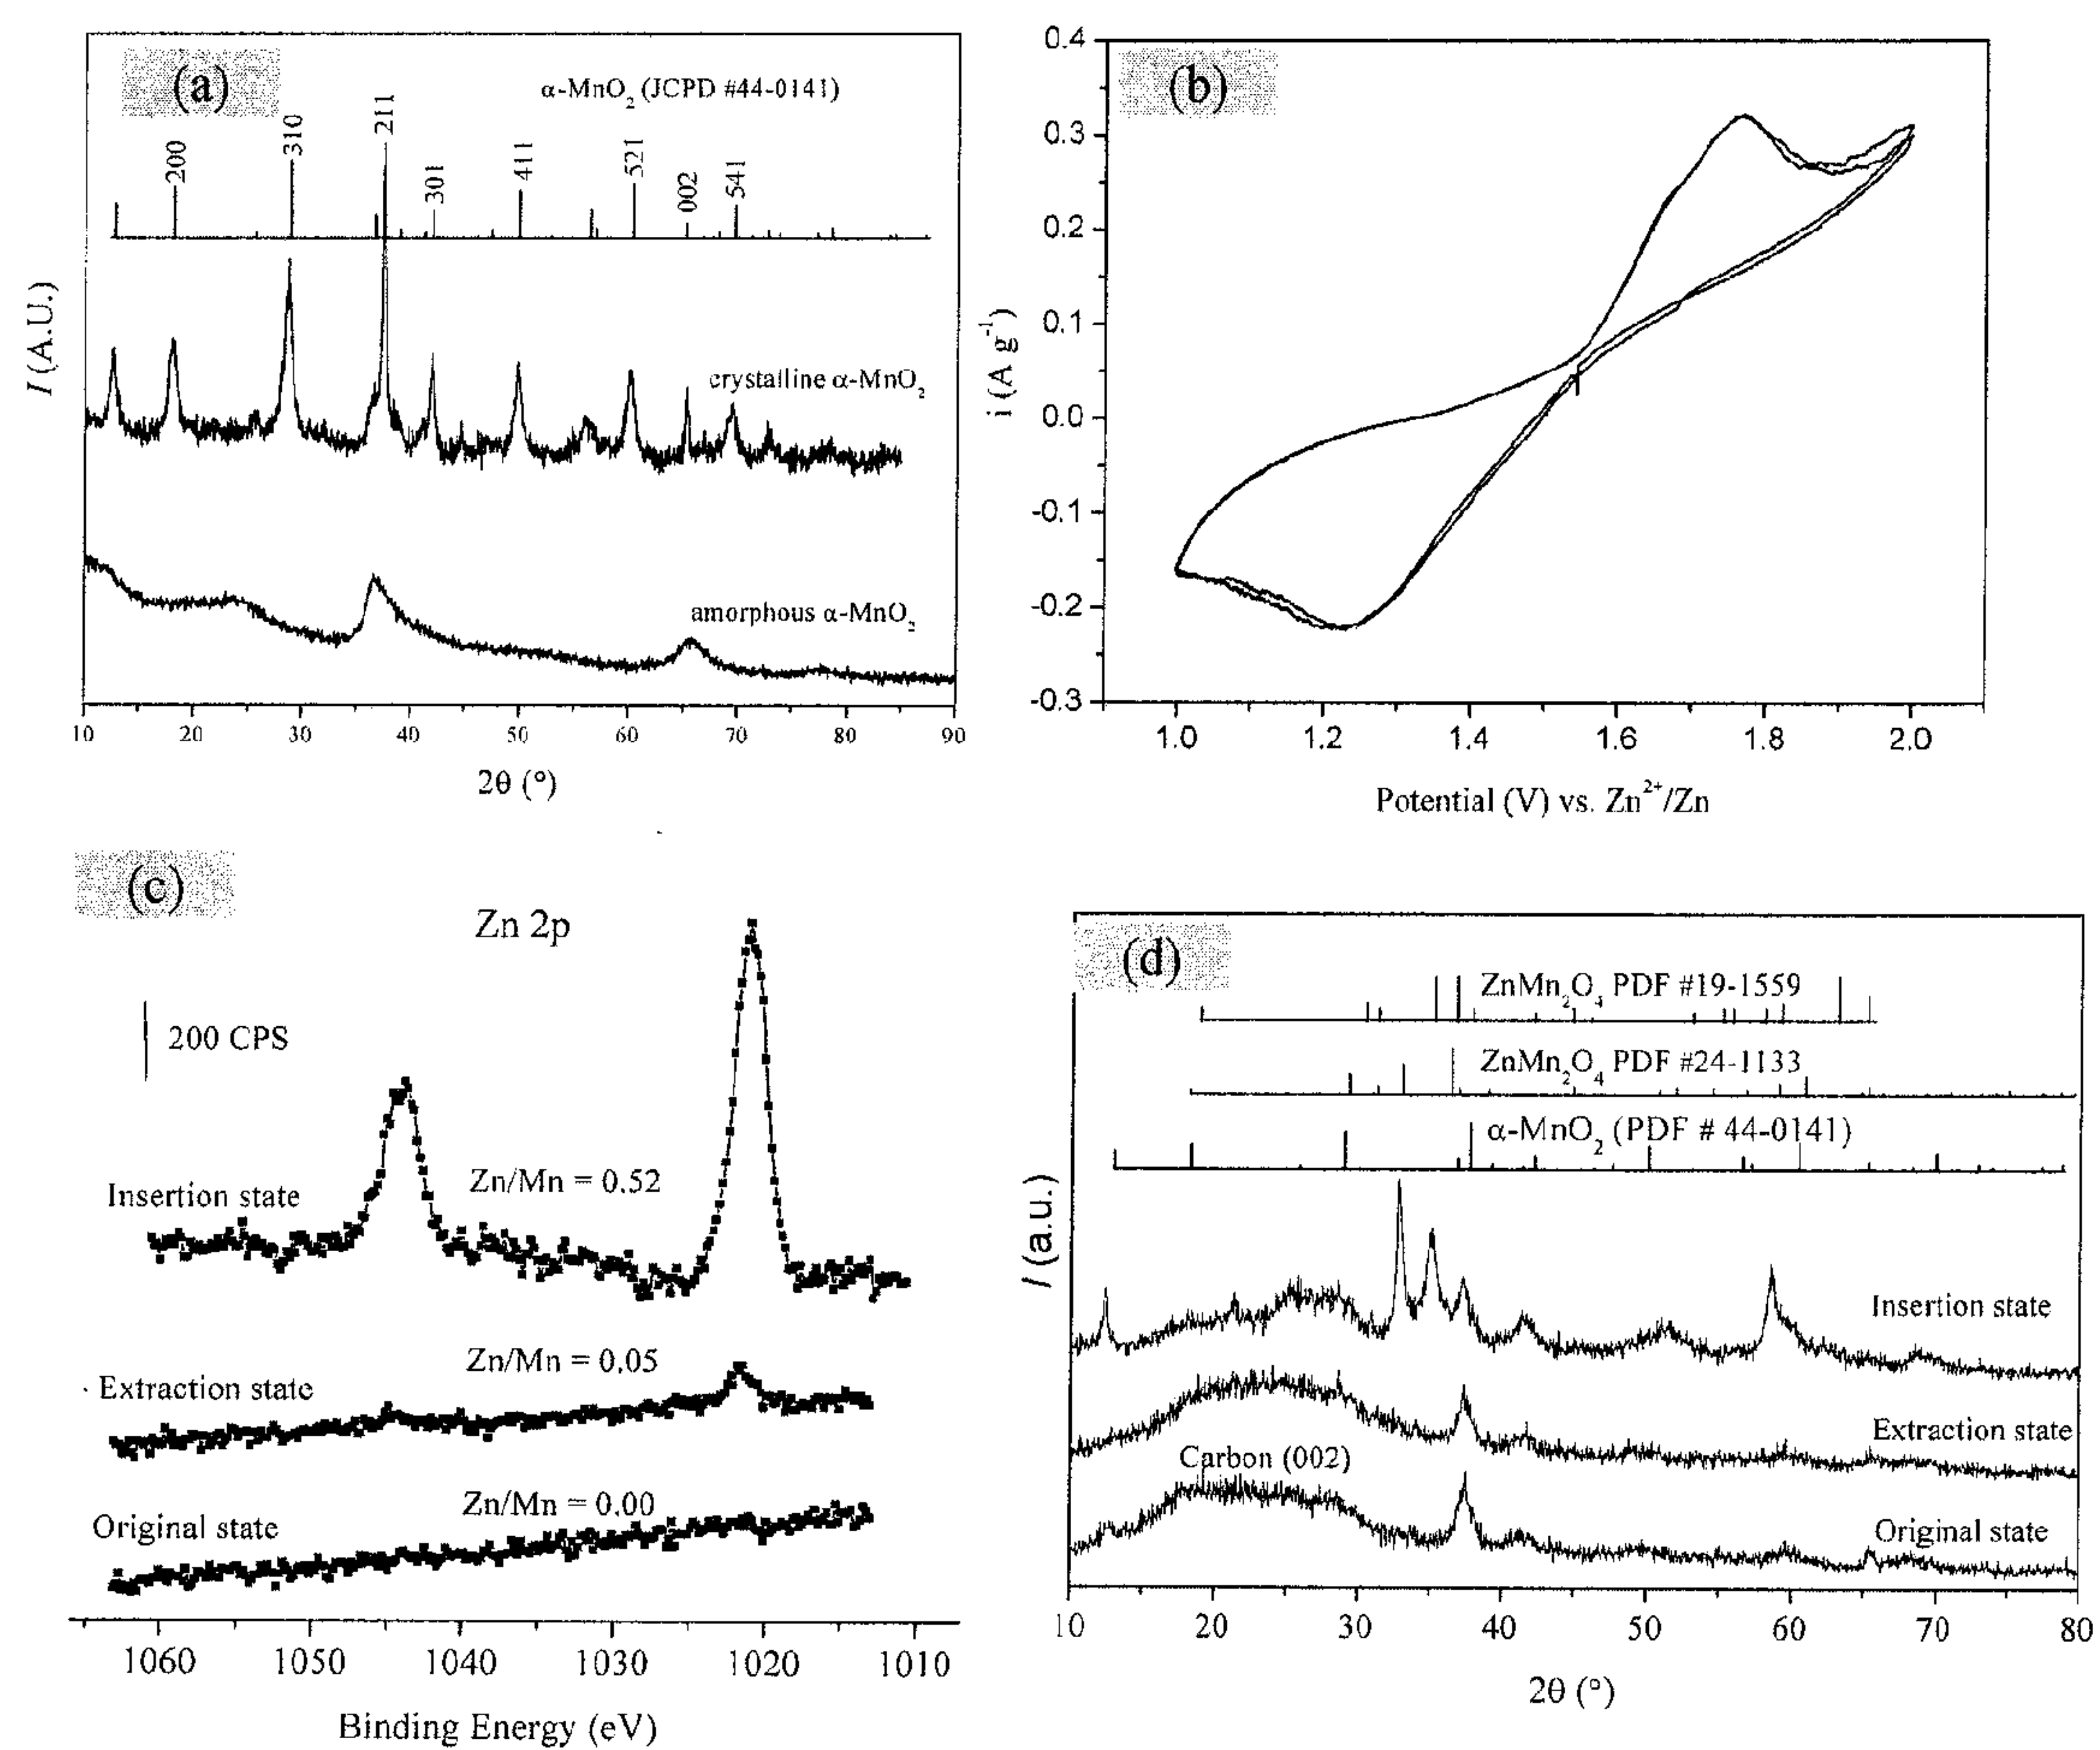 (a)
α-MnO₂ (JCPD #44-0141)
200
310
211
301
411
521
002
541
I (A.U.)
crystalline α-MnO₂
amorphous α-MnO₂
10 20 30 40 50 60 70 80 90
2θ (°)
(b)
0.4
0.3
0.2
0.1
0.0
-0.1
-0.2
-0.3
i (A g⁻¹)
1.0 1.2 1.4 1.6 1.8 2.0
Potential (V) vs. Zn²⁺/Zn
(c)
Zn 2p
200 CPS
Zn/Mn = 0.52
Insertion state
Zn/Mn = 0.05
Extraction state
Zn/Mn = 0.00
Original state
1060 1050 1040 1030 1020 1010
Binding Energy (eV)
(d)
ZnMn₂O₄ PDF #19-1559
ZnMn₂O₄ PDF #24-1133
α-MnO₂ (PDF # 44-0141)
I (a.u.)
Insertion state
Extraction state
Carbon (002)
Original state
10 20 30 40 50 60 70 80
2θ (°)